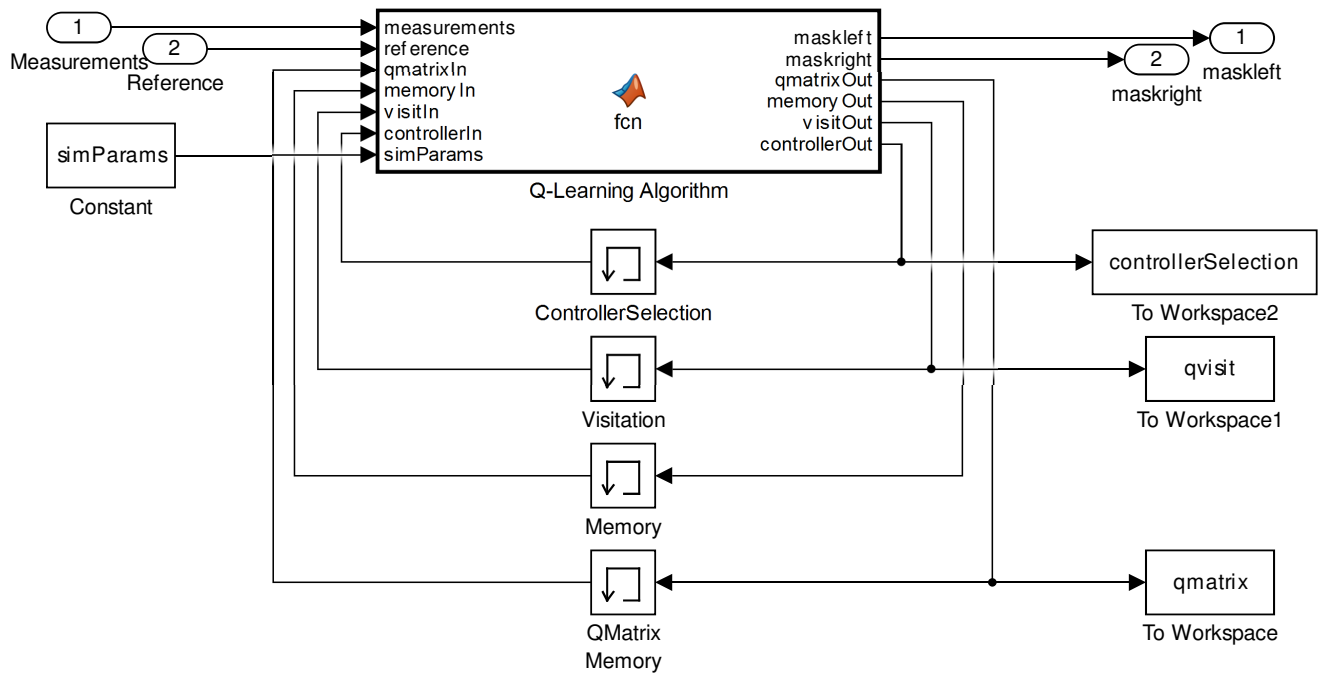 1
Measurements
2
Reference
simParams
Constant
measurements
reference
qmatrixIn
memoryIn
visitIn
controllerIn
simParams
fcn
maskleft
maskright
qmatrixOut
memoryOut
visitOut
controllerOut
Q-Learning Algorithm
1
maskleft
2
maskright
ControllerSelection
controllerSelection
To Workspace2
Visitation
qvisit
To Workspace1
Memory
QMatrix
Memory
qmatrix
To Workspace